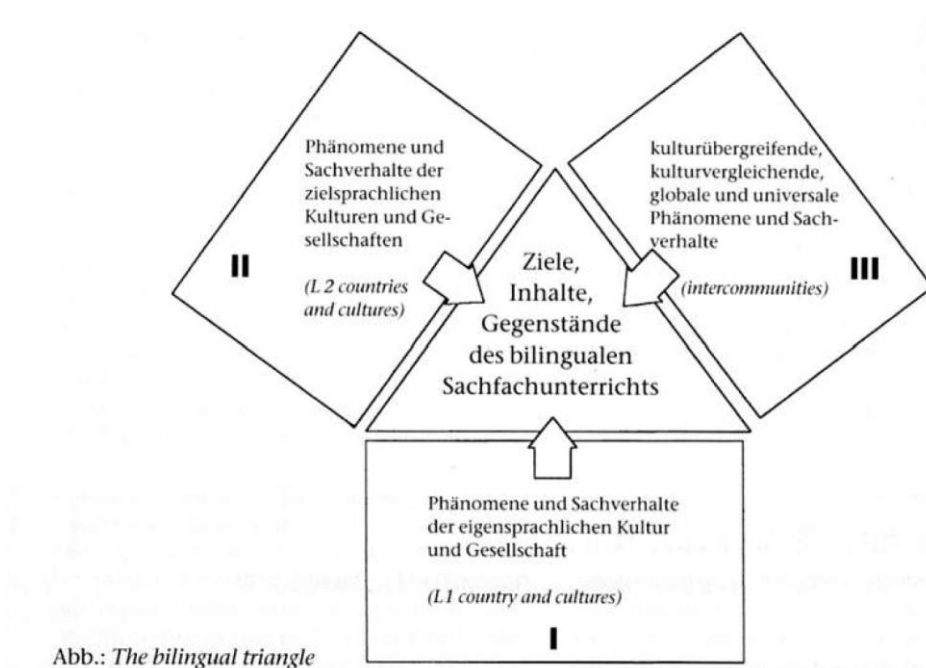 Phänomene und
Sachverhalte der
zielsprachlichen
Kulturen und Ge-
sellschaften
II
(L 2 countries
and cultures)
kulturübergreifende,
kulturvergleichende,
globale und universale
Phänomene und Sach-
verhalte
III
(intercommunities)
Ziele,
Inhalte,
Gegenstände
des bilingualen
Sachfachunterrichts
Phänomene und Sachverhalte
der eigensprachlichen Kultur
und Gesellschaft
(L1 country and cultures)
I
Abb.: The bilingual triangle